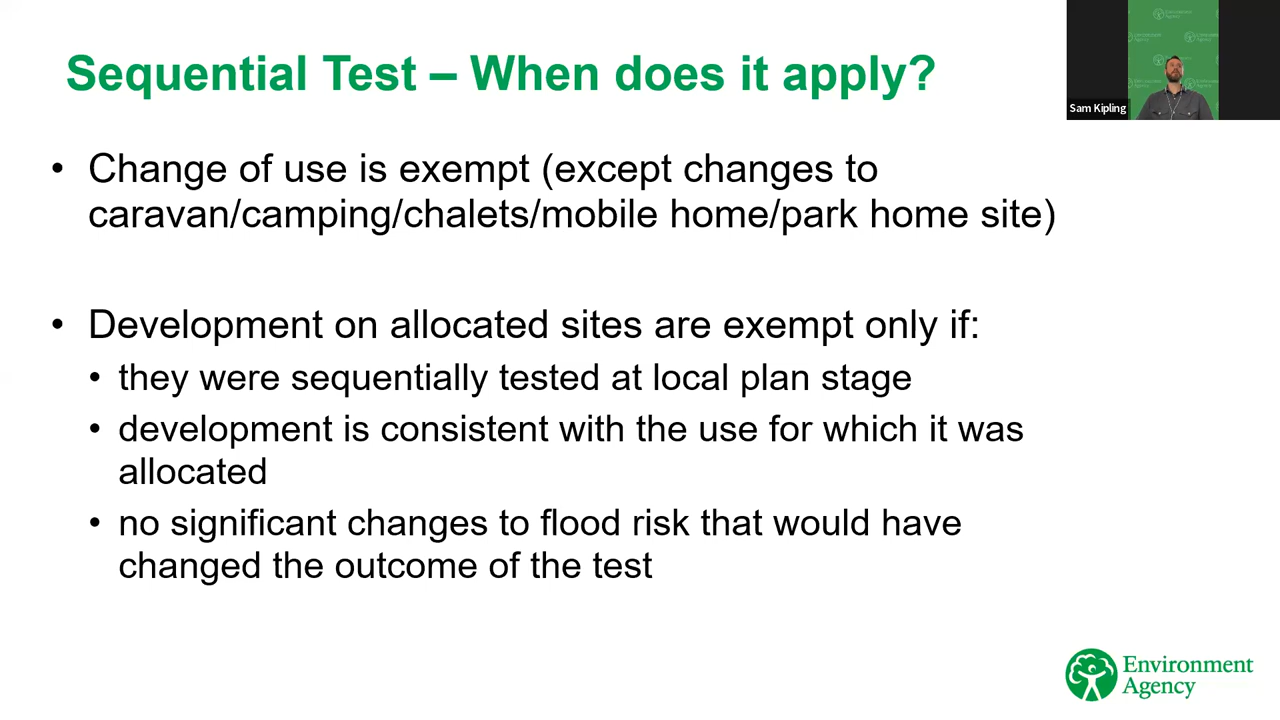 Sequential Test – When does it apply?
Sam Kipling
• Change of use is exempt (except changes to
caravan/camping/chalets/mobile home/park home site)
• Development on allocated sites are exempt only if:
• they were sequentially tested at local plan stage
• development is consistent with the use for which it was
allocated
• no significant changes to flood risk that would have
changed the outcome of the test
Environment
Agency